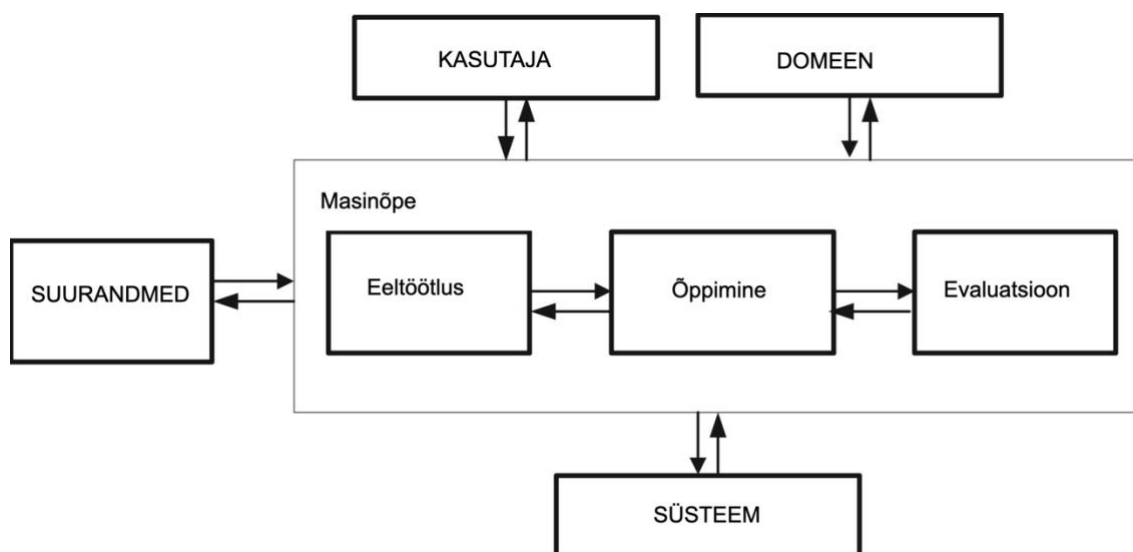 KASUTAJA
DOMEEN
Masinõpe
SUURANDMED
Eeltöötlus
Õppimine
Evaluatsioon
SÜSTEEM